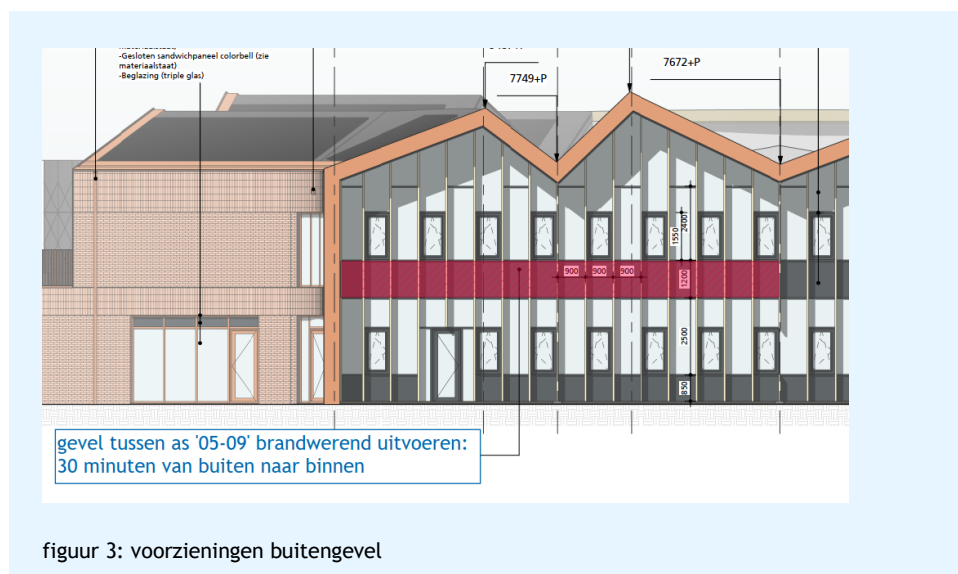 materiaalstaat)
-Gesloten sandwichpaneel colorbell (zie
materiaalstaat)
-Beglazing (triple glas)
7749+P
7672+P
1550
2400
900
900
900
1200
2500
850
gevel tussen as '05-09' brandwerend uitvoeren:
30 minuten van buiten naar binnen
figuur 3: voorzieningen buitengevel